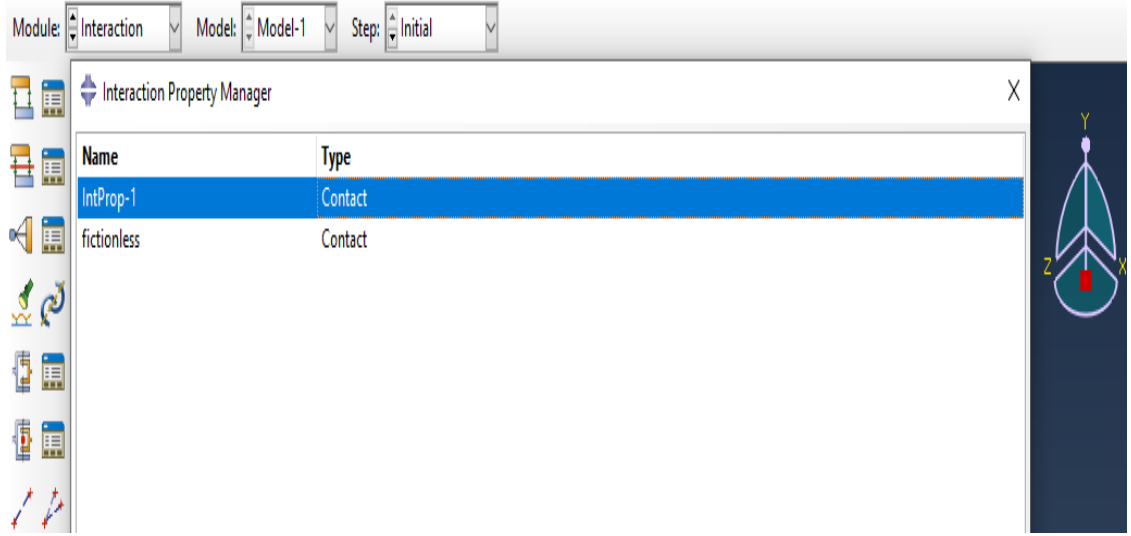 Module: Interaction Model: Model-1 Step: Initial
Interaction Property Manager X
Name Type
IntProp-1 Contact
fictionless Contact
Y
Z X